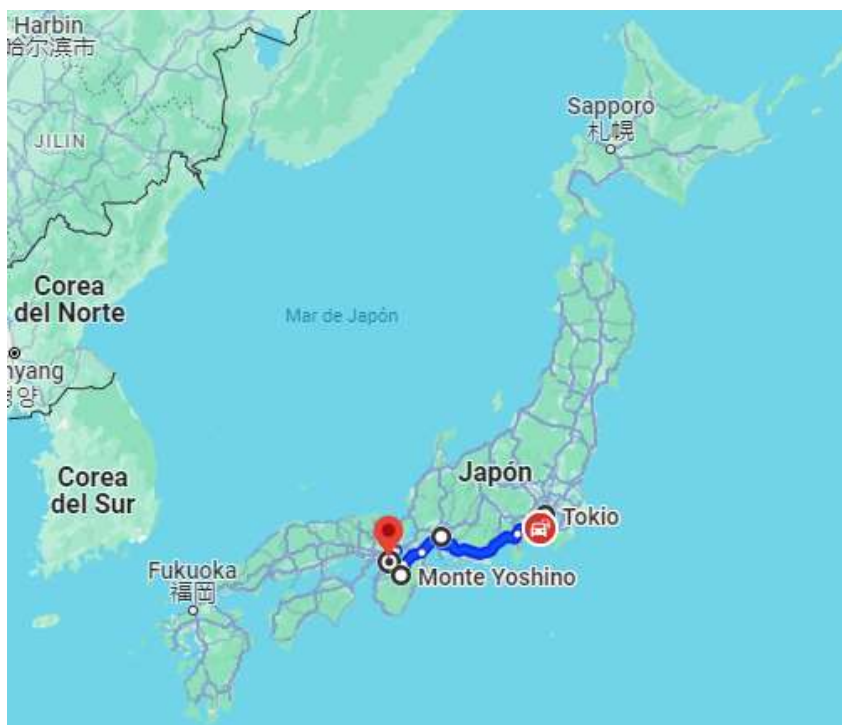 Harbin
哈尔滨市
JILIN
Sapporo
札幌
Corea
del Norte
Mar de Japón
Corea
del Sur
Japón
Tokio
Fukuoka
福岡
Monte Yoshino